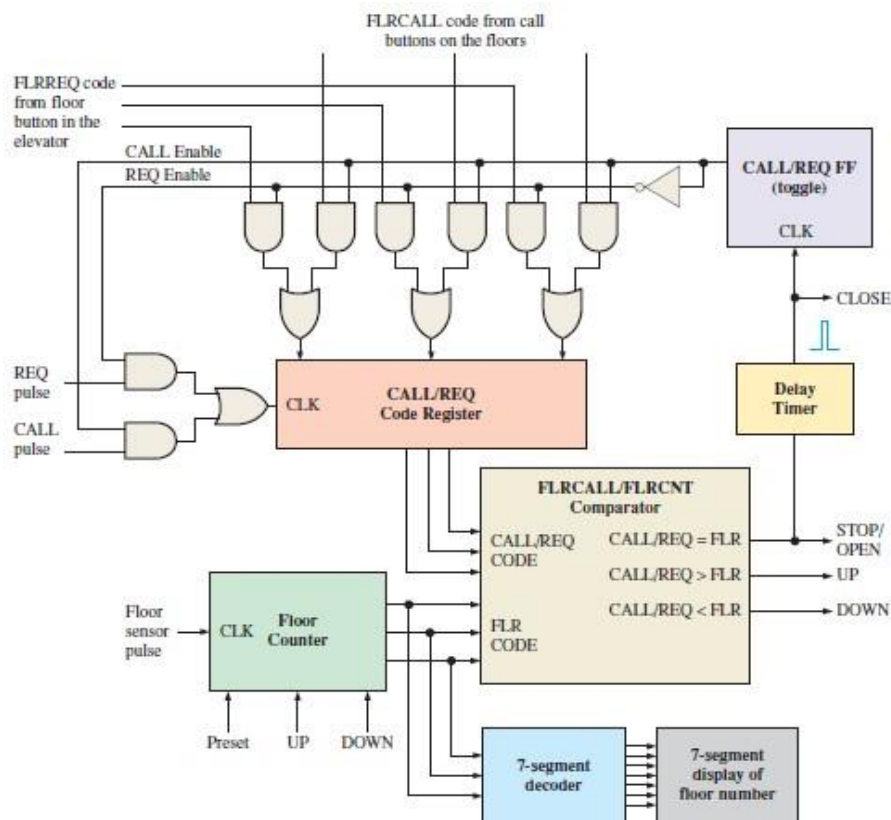 FLRCALL code from call
buttons on the floors
FLRREQ code
from floor
button in the
elevator
CALL Enable
REQ Enable
CALL/REQ FF
(toggle)
CLK
CLOSE
REQ
pulse
CALL
pulse
CLK
CALL/REQ
Code Register
Delay
Timer
FLRCALL/FLRCNT
Comparator
CALL/REQ
CODE
CALL/REQ = FLR
CALL/REQ > FLR
CALL/REQ < FLR
STOP/
OPEN
UP
DOWN
Floor
sensor
pulse
CLK
Floor
Counter
FLR
CODE
Preset
UP
DOWN
7-segment
decoder
7-segment
display of
floor number